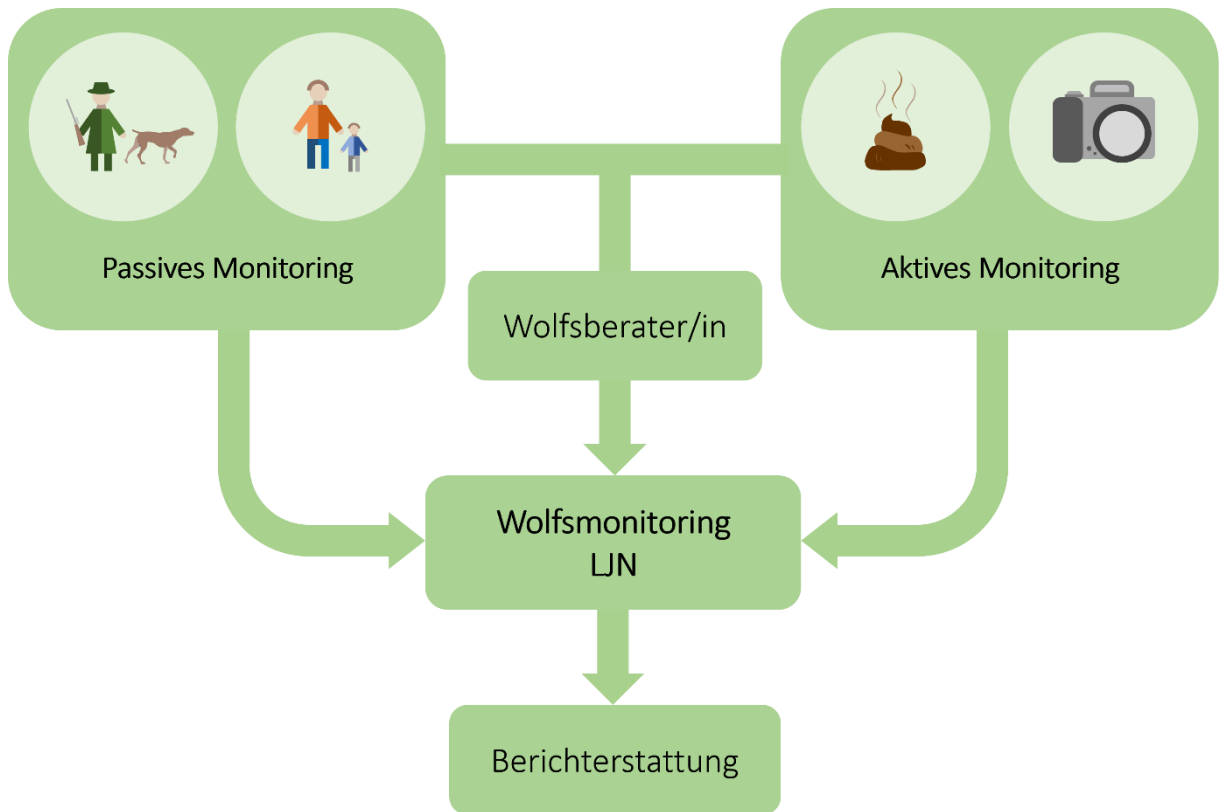 Passives Monitoring
Aktives Monitoring
Wolfsberater/in
Wolfsmonitoring
LJN
Berichterstattung